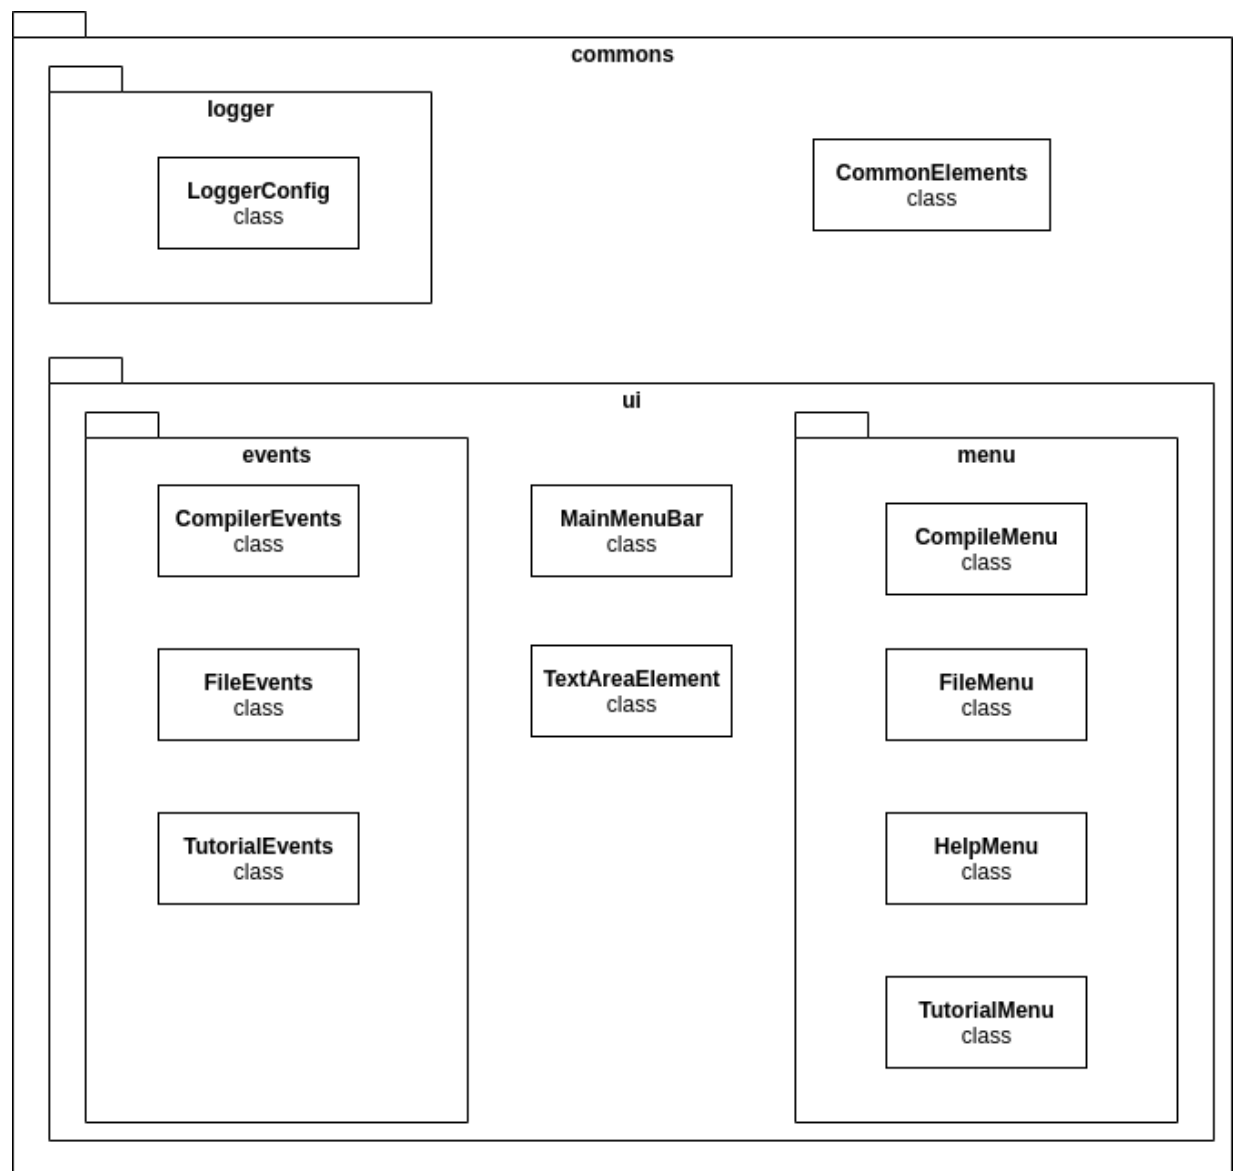 commons
logger
LoggerConfig
class
CommonElements
class
ui
events
CompilerEvents
class
FileEvents
class
TutorialEvents
class
MainMenuBar
class
TextAreaElement
class
menu
CompileMenu
class
FileMenu
class
HelpMenu
class
TutorialMenu
class